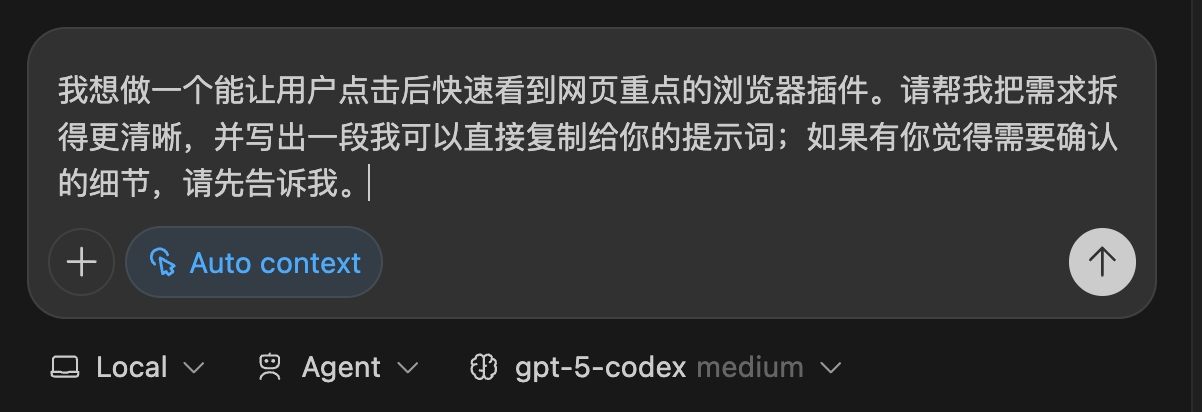 我想做一个能让用户点击后快速看到网页重点的浏览器插件。请帮我把需求拆
得更清晰，并写出一段我可以直接复制给你的提示词；如果有你觉得需要确认
的细节，请先告诉我。
Auto context
Local Agent gpt-5-codex medium